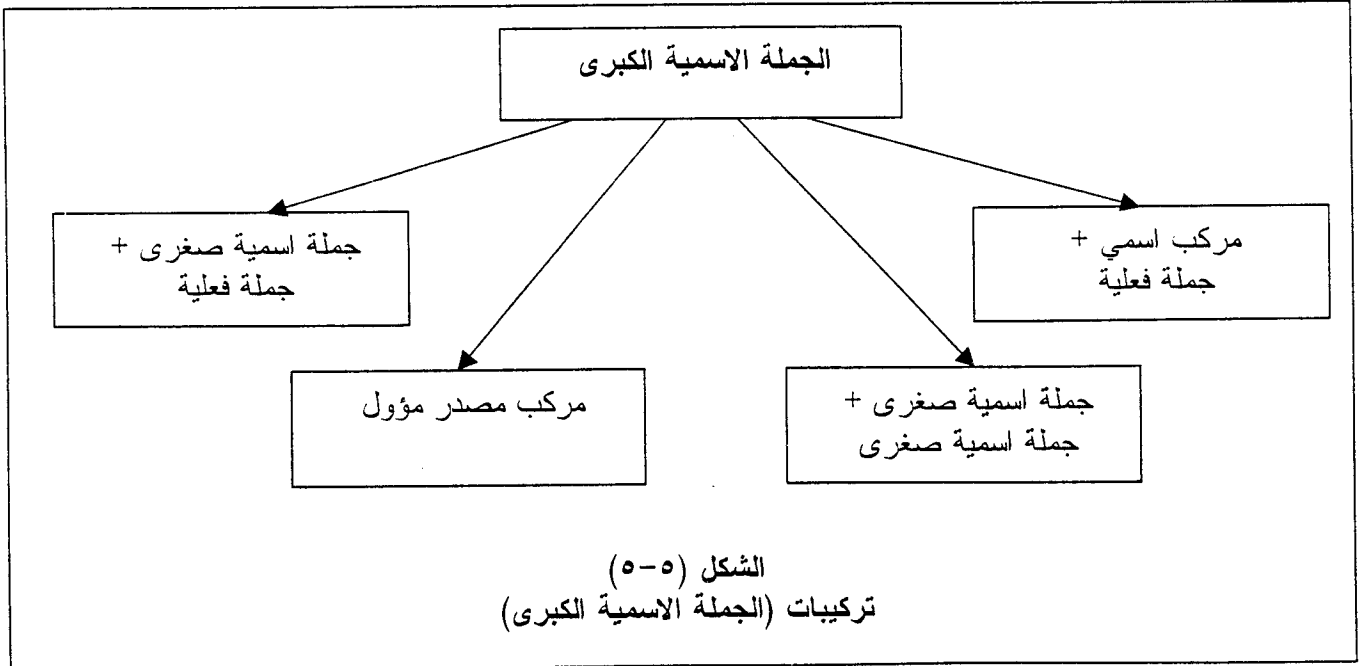 الجملة الاسمية الكبرى
مركب اسمي +
جملة فعلية
جملة اسمية صغرى +
جملة فعلية
جملة اسمية صغرى +
جملة اسمية صغرى
مركب مصدر مؤول
الشكل (٥-٥)
تركيبات (الجملة الاسمية الكبرى)